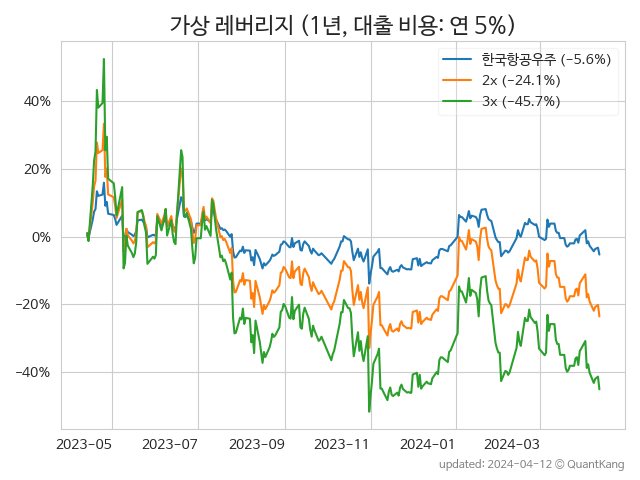 가상 레버리지 (1년, 대출 비용: 연 5%)
한국항공우주 (−5.6%)
2x (−24.1%)
3x (−45.7%)
40%
20%
0%
−20%
−40%
2023-05 2023-07 2023-09 2023-11 2024-01 2024-03
updated: 2024-04-12 © QuantKang